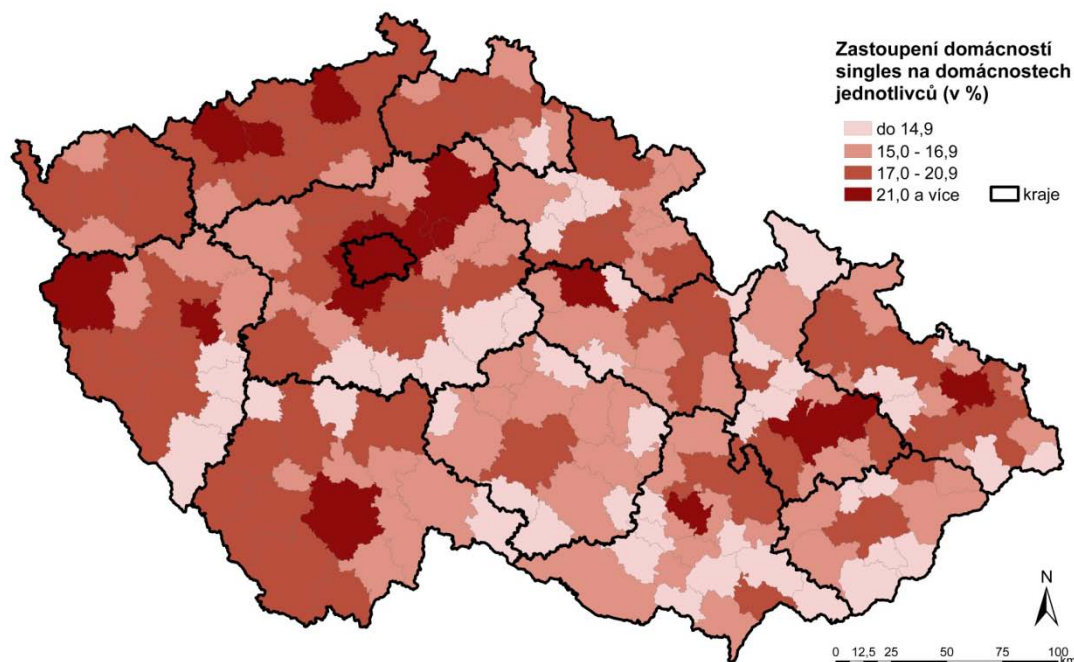 Zastoupení domácností
singles na domácnostech
jednotlivců (v %)
do 14,9
15,0 - 16,9
17,0 - 20,9
21,0 a více
kraje
N
0 12,5 25 50 75 100
km